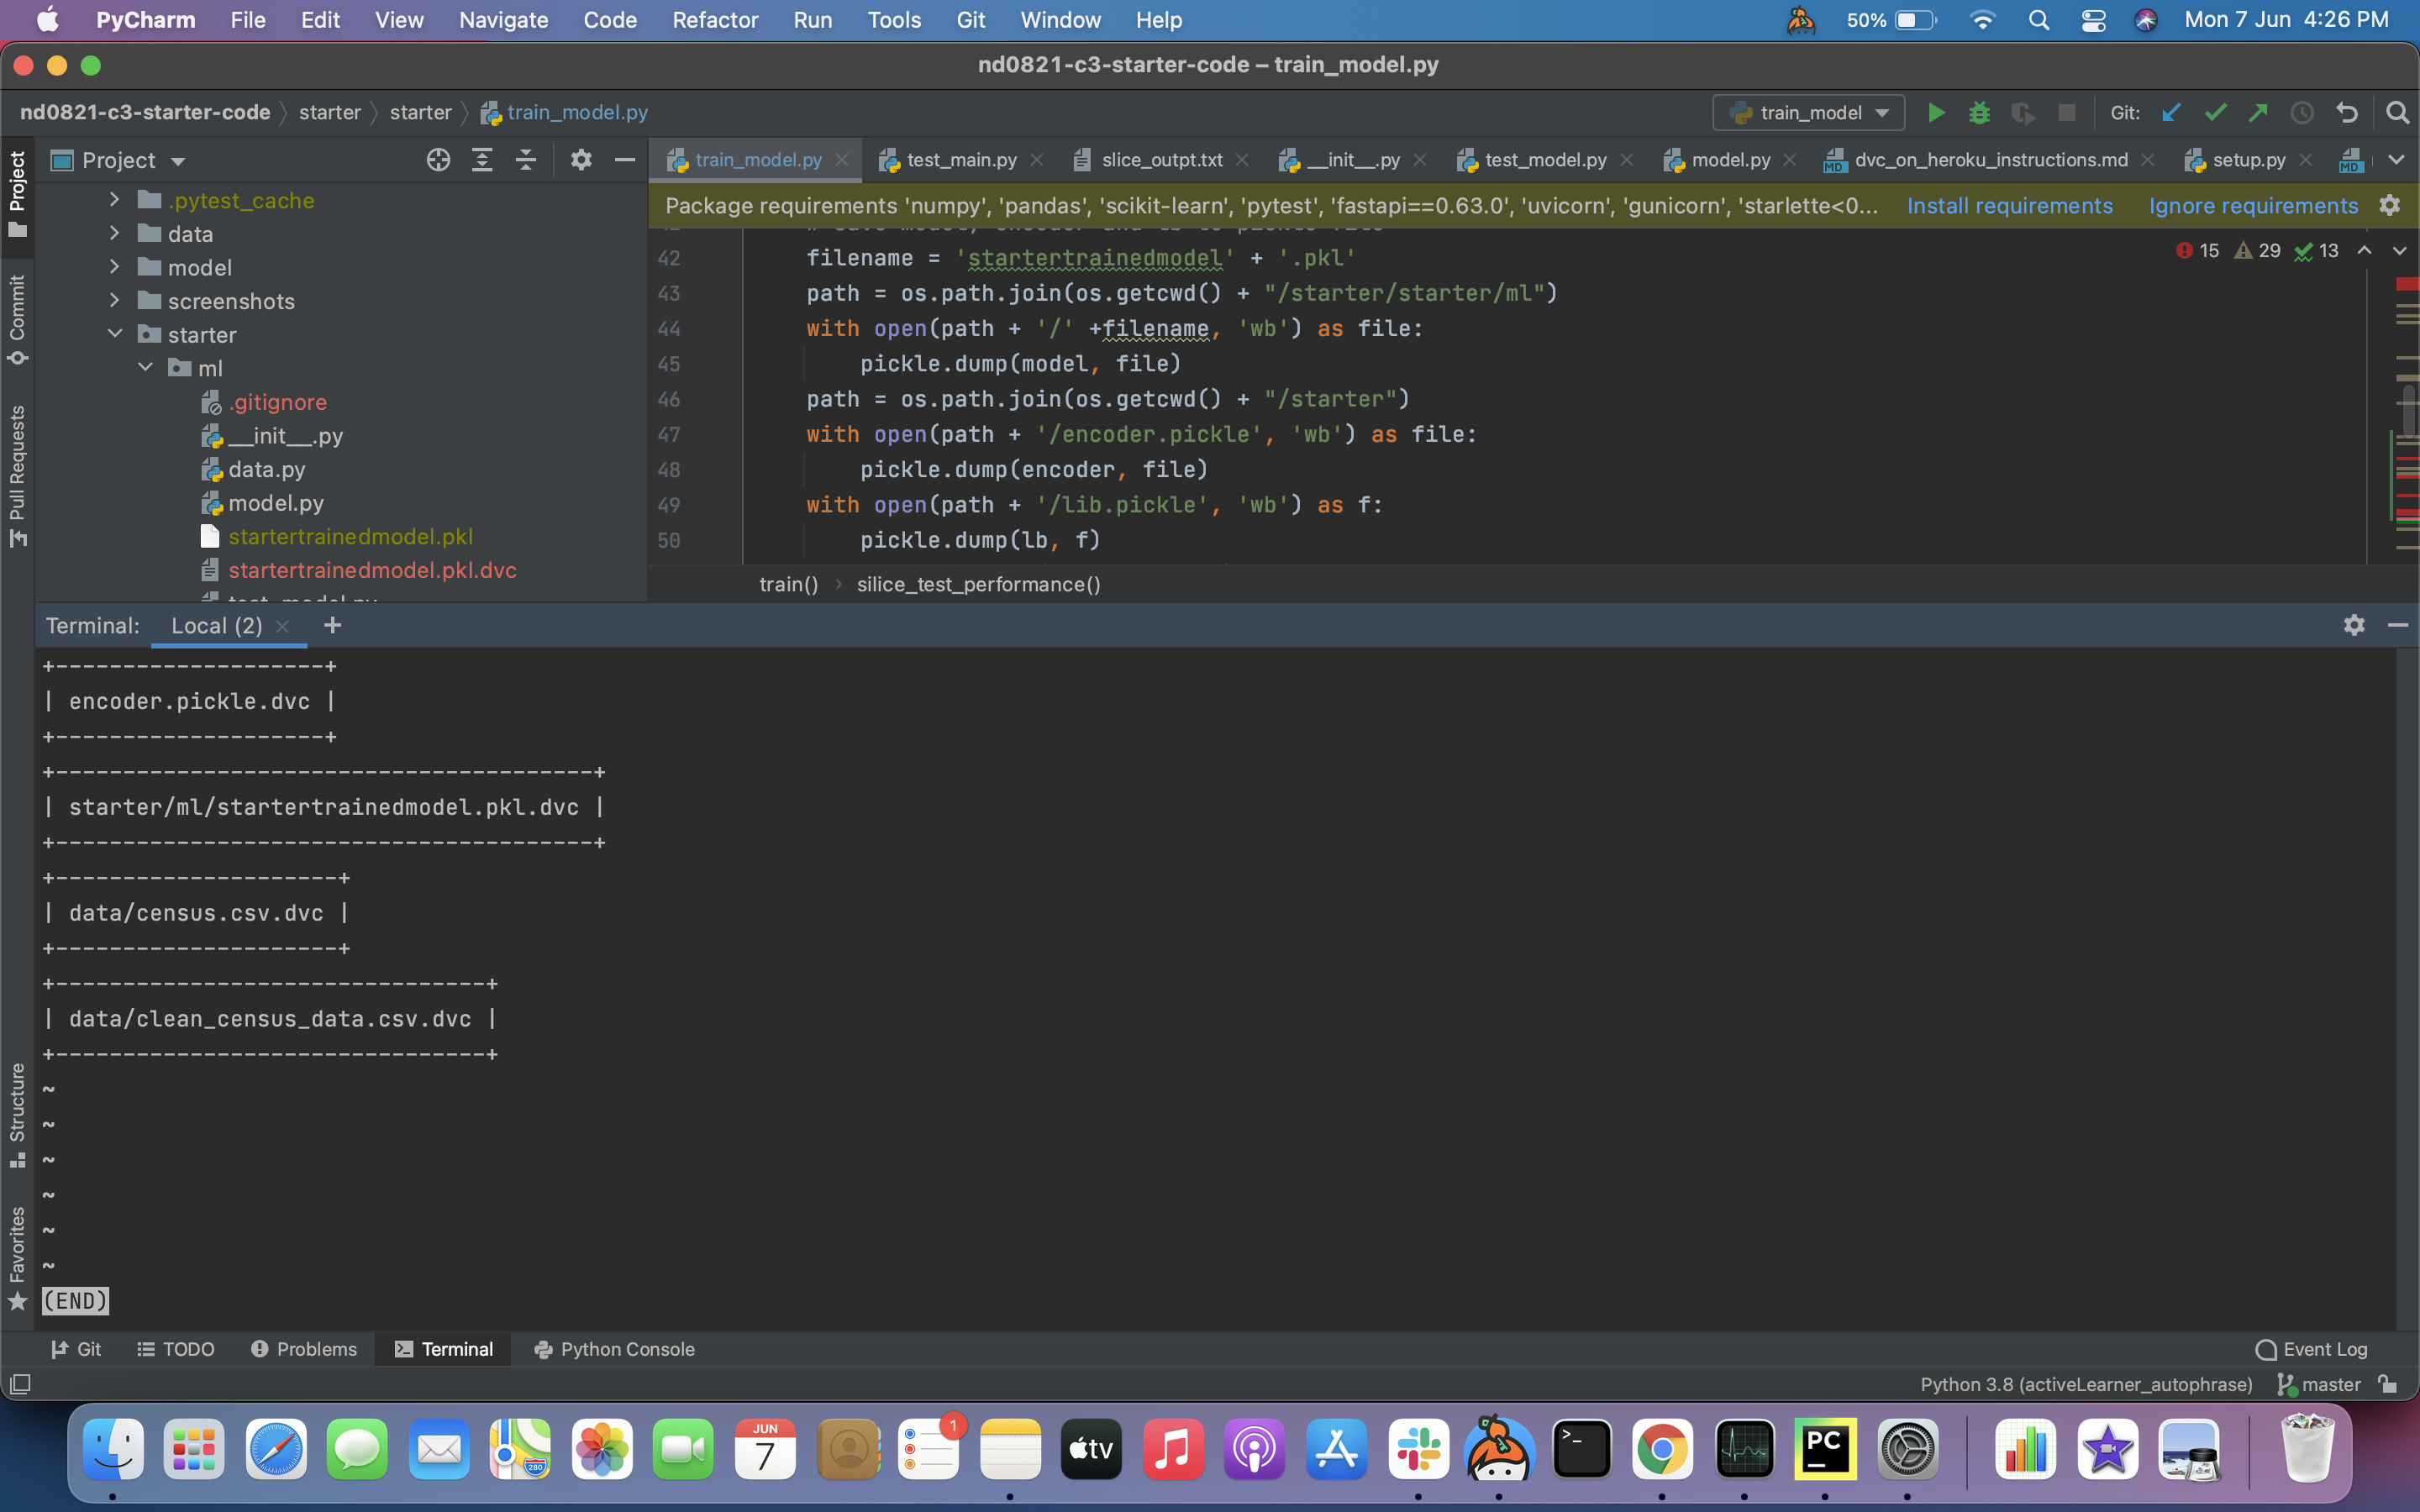 PyCharm File Edit View Navigate Code Refactor Run Tools Git Window Help 50% Mon 7 Jun 4:26 PM
nd0821-c3-starter-code – train_model.py
nd0821-c3-starter-code starter starter train_model.py train_model Git:
Project
train_model.py test_main.py slice_outpt.txt __init__.py test_model.py model.py dvc_on_heroku_instructions.md setup.py
Package requirements 'numpy', 'pandas', 'scikit-learn', 'pytest', 'fastapi==0.63.0', 'uvicorn', 'gunicorn', 'starlette<0... Install requirements Ignore requirements
15 29 13
Project
Commit
Pull Requests
Structure
Favorites
.pytest_cache
data
model
screenshots
starter
ml
.gitignore
__init__.py
data.py
model.py
startertrainedmodel.pkl
startertrainedmodel.pkl.dvc
test_model.py
42 filename = 'startertrainedmodel' + '.pkl'
43 path = os.path.join(os.getcwd() + "/starter/starter/ml")
44 with open(path + '/' +filename, 'wb') as file:
45 pickle.dump(model, file)
46 path = os.path.join(os.getcwd() + "/starter")
47 with open(path + '/encoder.pickle', 'wb') as file:
48 pickle.dump(encoder, file)
49 with open(path + '/lib.pickle', 'wb') as f:
50 pickle.dump(lb, f)
train() silice_test_performance()
Terminal: Local (2) +
+--------------------+
| encoder.pickle.dvc |
+--------------------+
+----------------------------------------+
| starter/ml/startertrainedmodel.pkl.dvc |
+----------------------------------------+
+---------------------+
| data/census.csv.dvc |
+---------------------+
+--------------------------------+
| data/clean_census_data.csv.dvc |
+--------------------------------+
~
~
~
~
~
~
(END)
Git TODO Problems Terminal Python Console Event Log
Python 3.8 (activeLearner_autophrase) master
JUN
7
280
1
tv
>_
PC